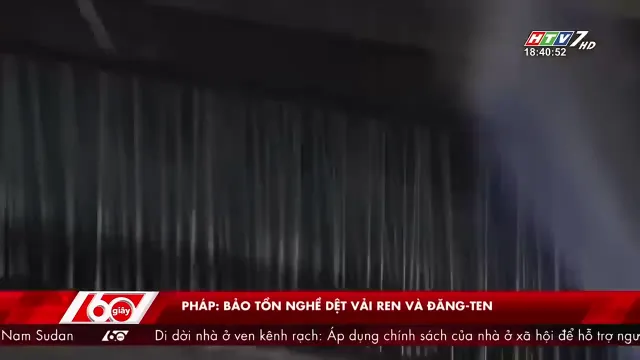 HTV7 HD
18:40:52
60 giây
PHÁP: BẢO TỒN NGHỀ DỆT VẢI REN VÀ ĐĂNG-TEN
Nam Sudan 60 Di dời nhà ở ven kênh rạch: Áp dụng chính sách của nhà ở xã hội để hỗ trợ